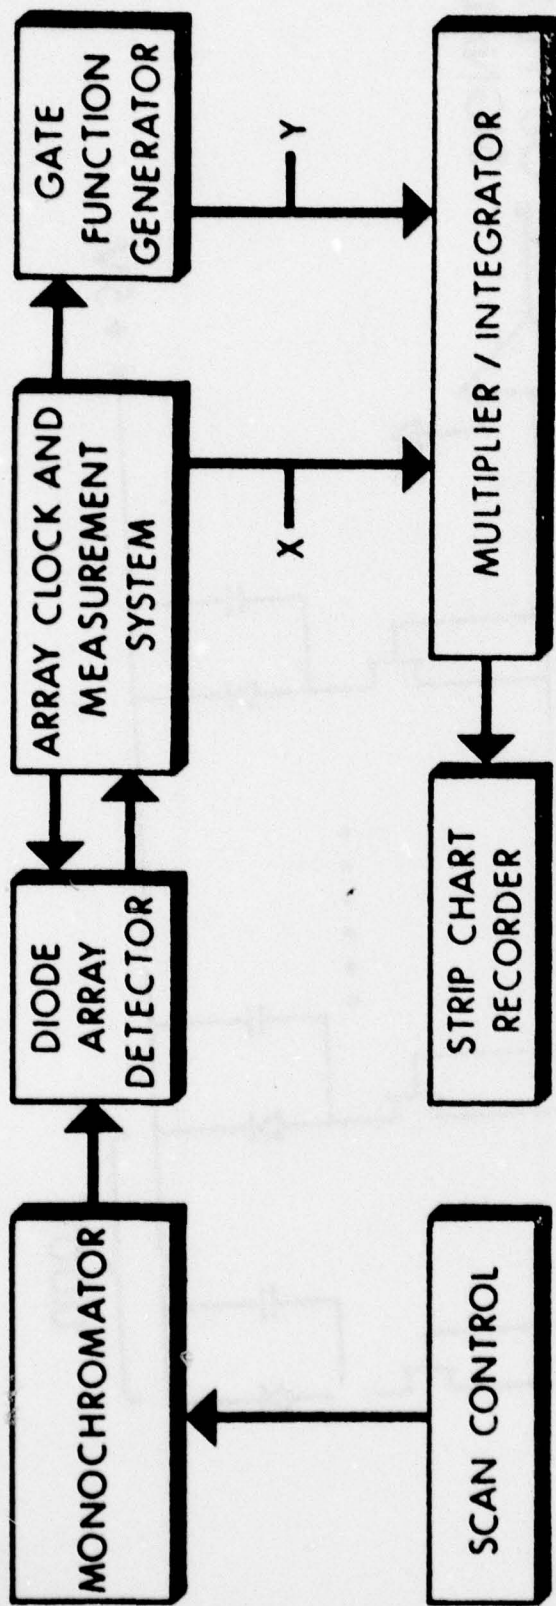 MONOCHROMATOR
DIODE
ARRAY
DETECTOR
ARRAY CLOCK AND
MEASUREMENT
SYSTEM
GATE
FUNCTION
GENERATOR
X
Y
SCAN CONTROL
STRIP CHART
RECORDER
MULTIPLIER / INTEGRATOR